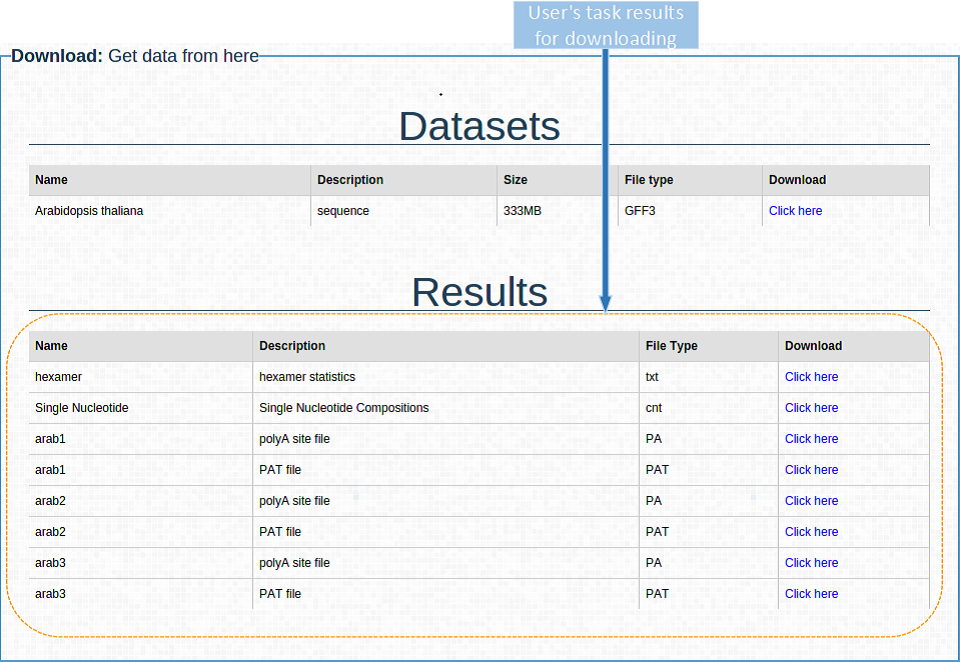 User's task results
for downloading
Download: Get data from here
Datasets
Name Description Size File type Download
Arabidopsis thaliana sequence 333MB GFF3 Click here
Results
Name Description File Type Download
hexamer hexamer statistics txt Click here
Single Nucleotide Single Nucleotide Compositions cnt Click here
arab1 polyA site file PA Click here
arab1 PAT file PAT Click here
arab2 polyA site file PA Click here
arab2 PAT file PAT Click here
arab3 polyA site file PA Click here
arab3 PAT file PAT Click here